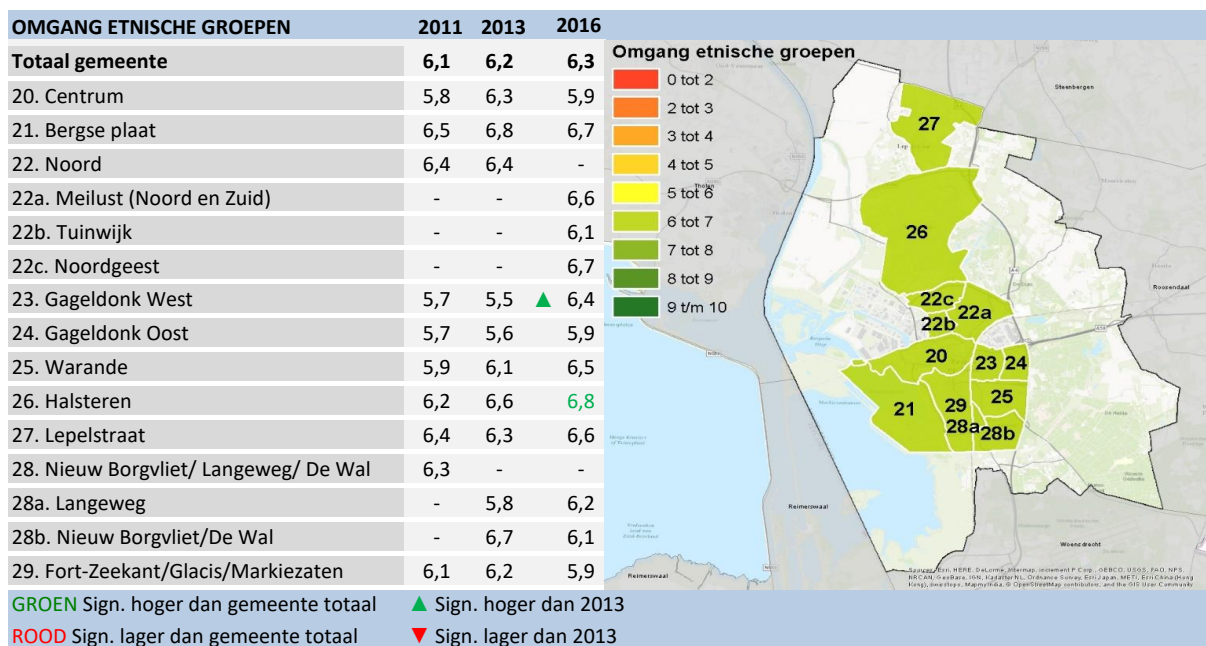 OMGANG ETNISCHE GROEPEN 2011 2013 2016
Totaal gemeente 6,1 6,2 6,3
20. Centrum 5,8 6,3 5,9
21. Bergse plaat 6,5 6,8 6,7
22. Noord 6,4 6,4 -
22a. Meilust (Noord en Zuid) - - 6,6
22b. Tuinwijk - - 6,1
22c. Noordgeest - - 6,7
23. Gageldonk West 5,7 5,5 ▲ 6,4
24. Gageldonk Oost 5,7 5,6 5,9
25. Warande 5,9 6,1 6,5
26. Halsteren 6,2 6,6 6,8
27. Lepelstraat 6,4 6,3 6,6
28. Nieuw Borgvliet/ Langeweg/ De Wal 6,3 - -
28a. Langeweg - 5,8 6,2
28b. Nieuw Borgvliet/De Wal - 6,7 6,1
29. Fort-Zeekant/Glacis/Markiezaten 6,1 6,2 5,9
GROEN Sign. hoger dan gemeente totaal ▲ Sign. hoger dan 2013
ROOD Sign. lager dan gemeente totaal ▼ Sign. lager dan 2013
Omgang etnische groepen
0 tot 2
2 tot 3
3 tot 4
4 tot 5
5 tot 6
6 tot 7
7 tot 8
8 tot 9
9 t/m 10
Steenbergen
27
Tholen
26
A4
Roosendaal
22c
22a
22b
A58
20
23
24
25
21
29
28a
28b
Reimerswaal
Woensdrecht
Reimerswaal